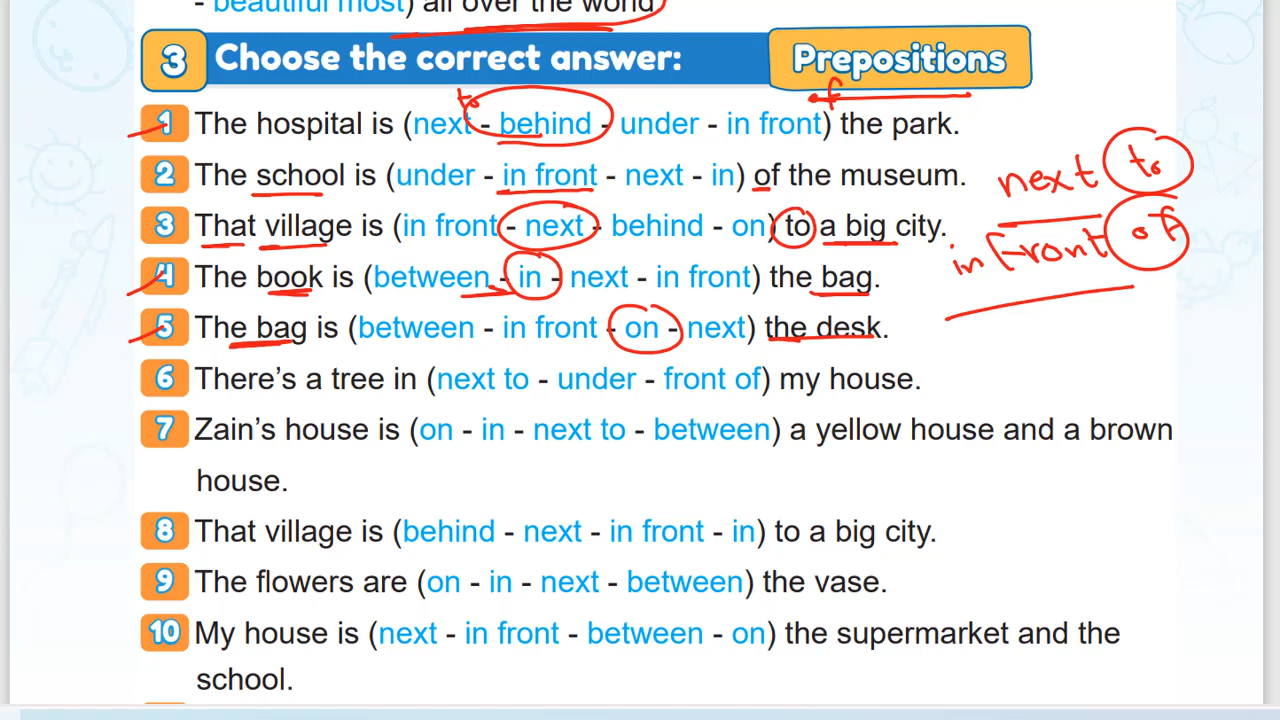 - beautiful most) all over the world
3 Choose the correct answer: Prepositions
to of
1 The hospital is (next - behind - under - in front) the park.
2 The school is (under - in front - next - in) of the museum.
next to
3 That village is (in front - next - behind - on) to a big city.
in front of
4 The book is (between - in - next - in front) the bag.
5 The bag is (between - in front - on - next) the desk.
6 There's a tree in (next to - under - front of) my house.
7 Zain's house is (on - in - next to - between) a yellow house and a brown
house.
8 That village is (behind - next - in front - in) to a big city.
9 The flowers are (on - in - next - between) the vase.
10 My house is (next - in front - between - on) the supermarket and the
school.